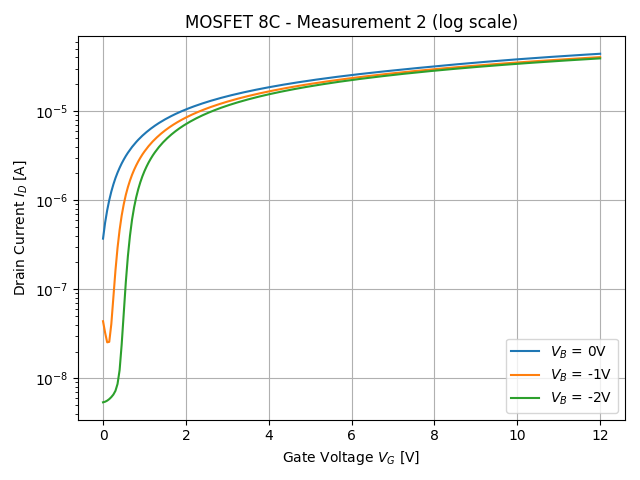 MOSFET 8C - Measurement 2 (log scale)
Drain Current I_D [A]
10^-5
10^-6
10^-7
10^-8
V_B = 0V
V_B = -1V
V_B = -2V
0 2 4 6 8 10 12
Gate Voltage V_G [V]